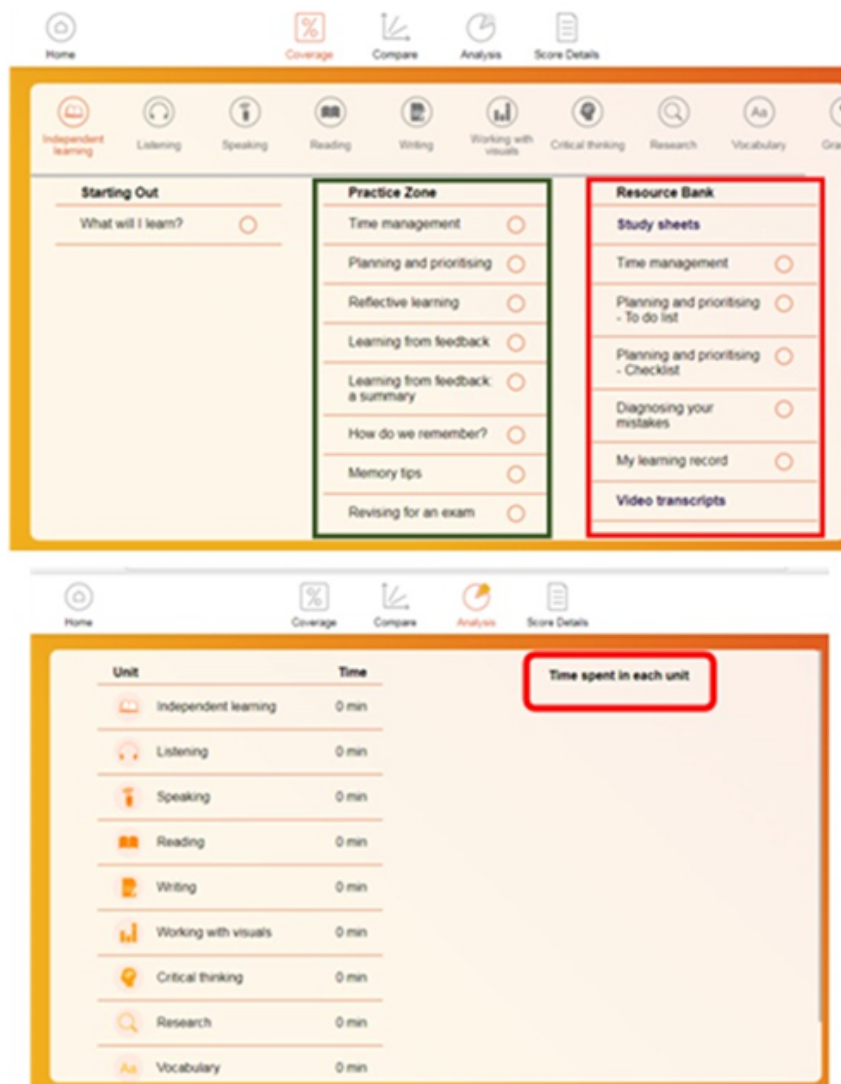 Home
Coverage
Compare
Analysis
Score Details
Independent
learning
Listening
Speaking
Reading
Writing
Working with
visuals
Critical thinking
Research
Vocabulary
Starting Out
What will I learn?
Practice Zone
Time management
Planning and prioritising
Reflective learning
Learning from feedback
Learning from feedback:
a summary
How do we remember?
Memory tips
Revising for an exam
Resource Bank
Study sheets
Time management
Planning and prioritising
- To do list
Planning and prioritising
- Checklist
Diagnosing your
mistakes
My learning record
Video transcripts
Home
Coverage
Compare
Analysis
Score Details
Unit Time
Independent learning 0 min
Listening 0 min
Speaking 0 min
Reading 0 min
Writing 0 min
Working with visuals 0 min
Critical thinking 0 min
Research 0 min
Aa Vocabulary 0 min
Time spent in each unit